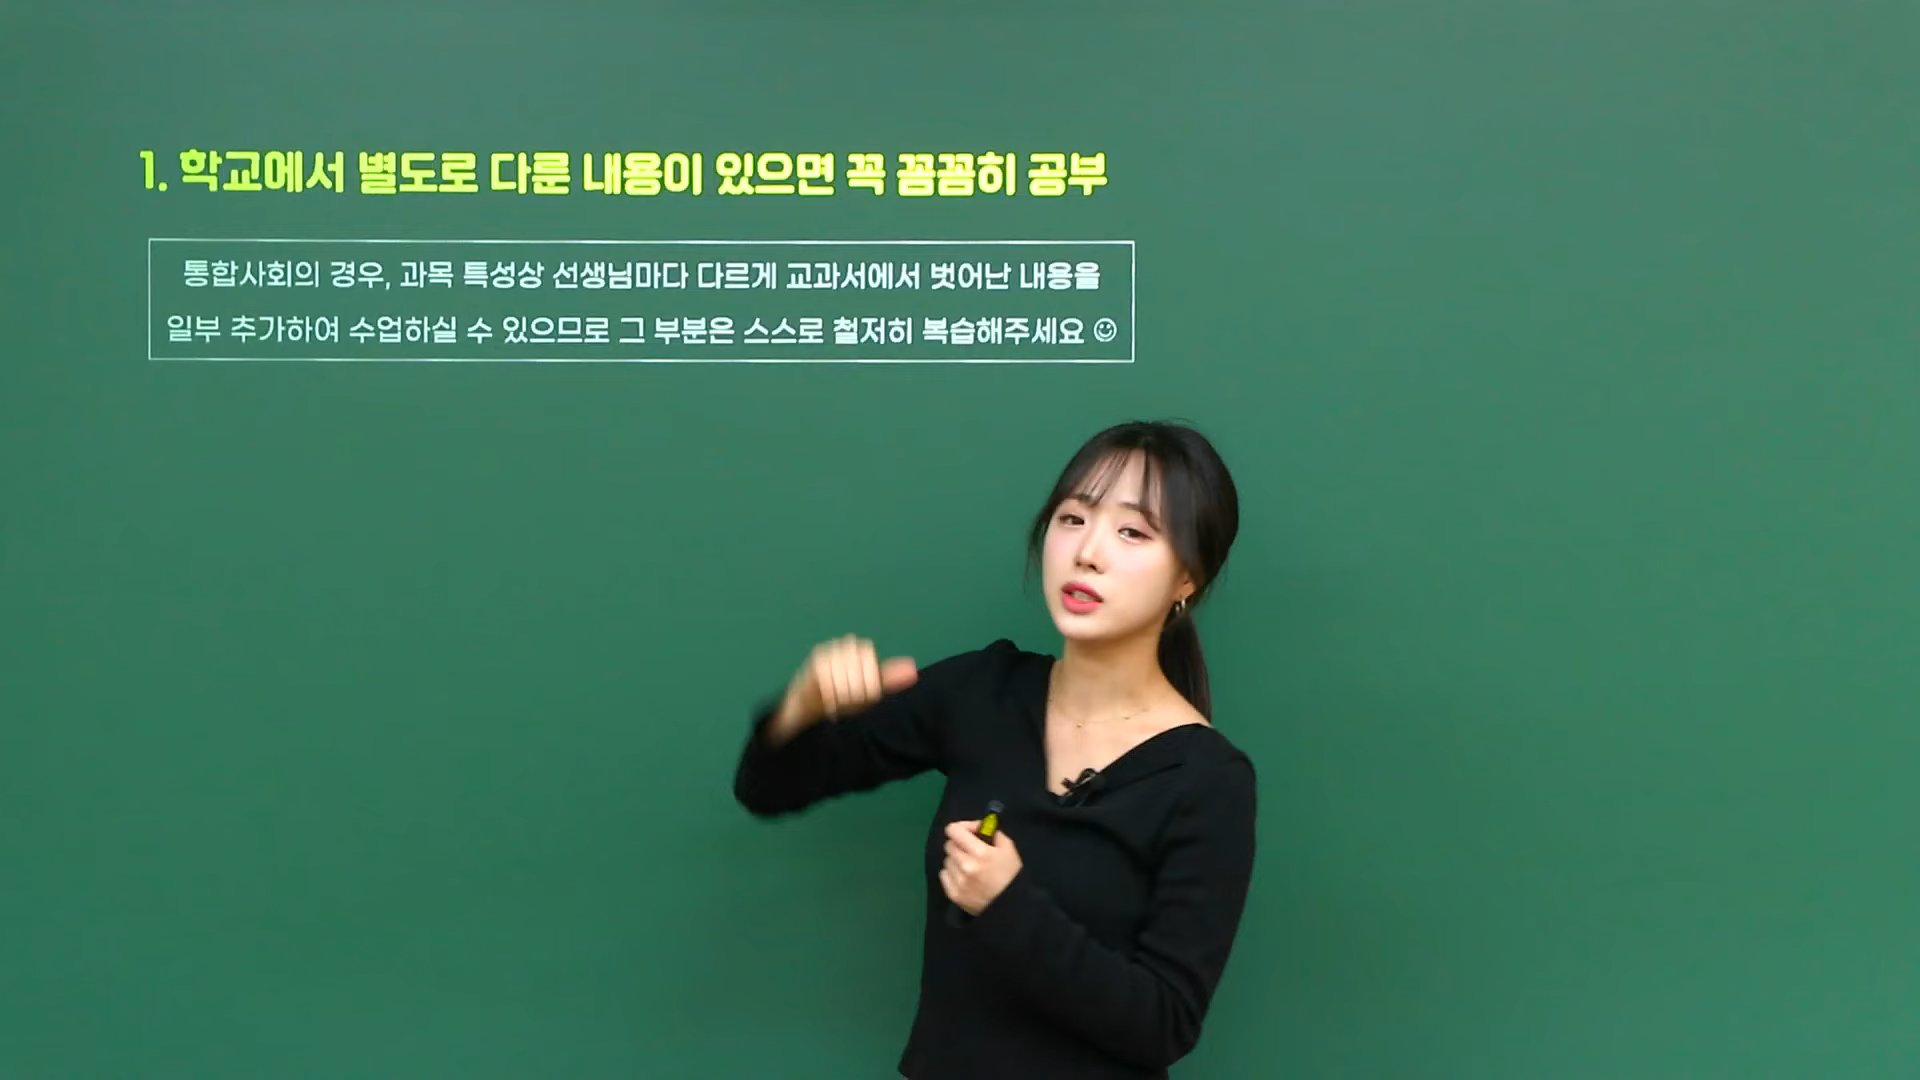 1. 학교에서 별도로 다룬 내용이 있으면 꼭 꼼꼼히 공부
통합사회의 경우, 과목 특성상 선생님마다 다르게 교과서에서 벗어난 내용을
일부 추가하여 수업하실 수 있으므로 그 부분은 스스로 철저히 복습해주세요 ☺